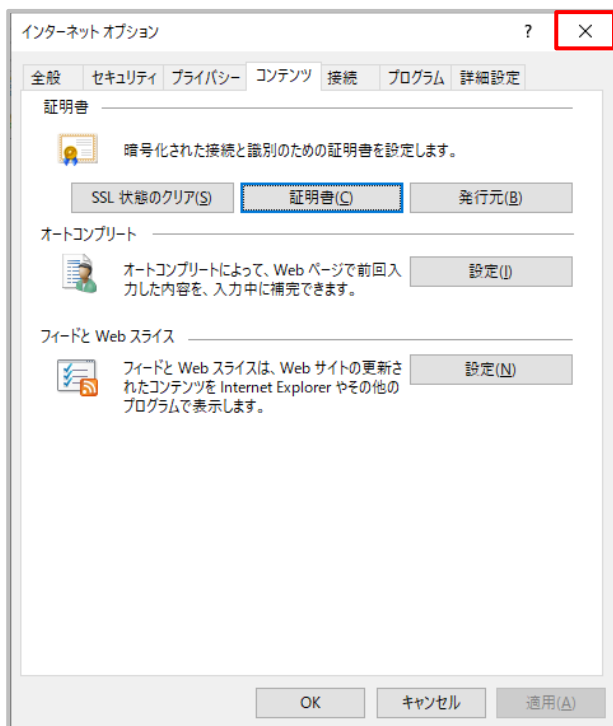 インターネット オプション ? ×
全般 セキュリティ プライバシー コンテンツ 接続 プログラム 詳細設定
証明書
暗号化された接続と識別のための証明書を設定します。
SSL 状態のクリア(S) 証明書(C) 発行元(B)
オートコンプリート
オートコンプリートによって、Web ページで前回入
力した内容を、入力中に補完できます。
設定(I)
フィードと Web スライス
フィードと Web スライスは、Web サイトの更新さ
れたコンテンツを Internet Explorer やその他の
プログラムで表示します。
設定(N)
OK キャンセル 適用(A)